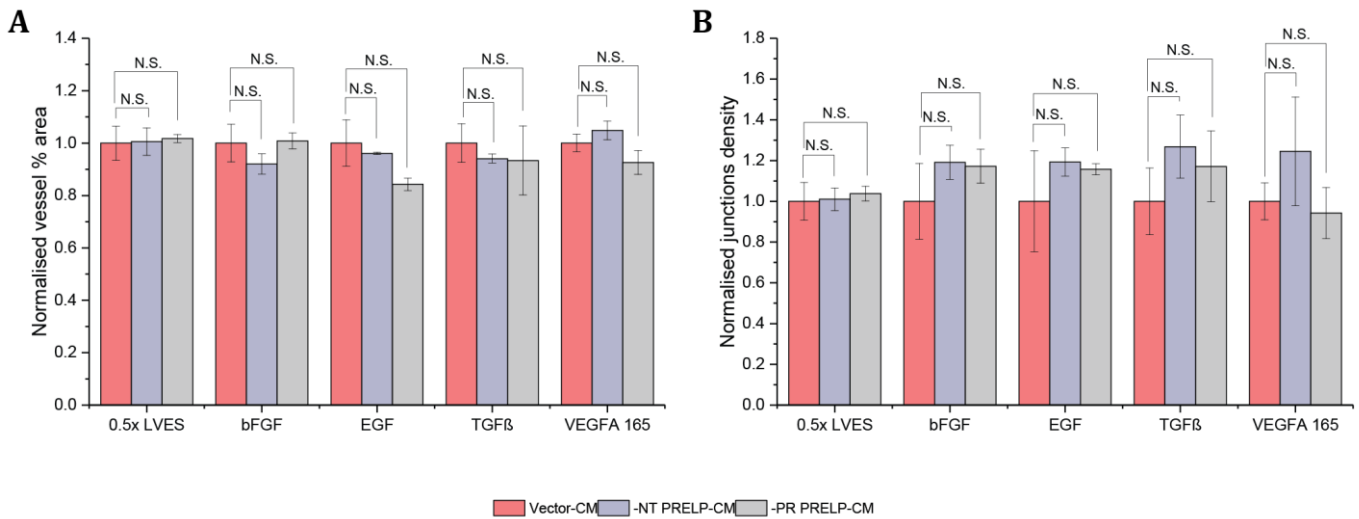 A
Normalised vessel % area
1.4
1.2
1.0
0.8
0.6
0.4
0.2
0.0
N.S.
N.S.
N.S.
N.S.
N.S.
N.S.
N.S.
N.S.
N.S.
N.S.
0.5x LVES bFGF EGF TGFß VEGFA 165
B
Normalised junctions density
1.8
1.6
1.4
1.2
1.0
0.8
0.6
0.4
0.2
0.0
N.S.
N.S.
N.S.
N.S.
N.S.
N.S.
N.S.
N.S.
N.S.
N.S.
0.5x LVES bFGF EGF TGFß VEGFA 165
Vector-CM -NT PRELP-CM -PR PRELP-CM